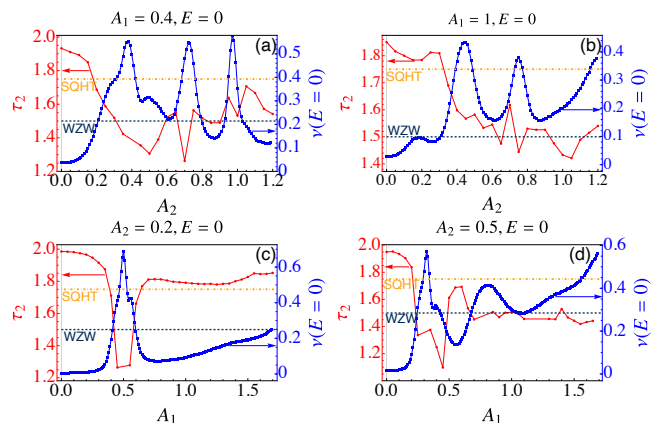 A₁ = 0.4, E = 0
(a)
SQHT
WZW
2.0
1.8
1.6
1.4
1.2
τ₂
0.5
0.4
0.3
0.2
0.1
0
ν(E = 0)
0.0 0.2 0.4 0.6 0.8 1.0 1.2
A₂
A₁ = 1, E = 0
(b)
SQHT
WZW
1.8
1.7
1.6
1.5
1.4
τ₂
0.4
0.3
0.2
0.1
0
ν(E = 0)
0.0 0.2 0.4 0.6 0.8 1.0 1.2
A₂
A₂ = 0.2, E = 0
(c)
SQHT
WZW
2.0
1.8
1.6
1.4
1.2
τ₂
0.6
0.4
0.2
0
ν(E = 0)
0.0 0.5 1.0 1.5
A₁
A₂ = 0.5, E = 0
(d)
SQHT
WZW
2.0
1.8
1.6
1.4
1.2
τ₂
0.6
0.4
0.2
0
ν(E = 0)
0.0 0.5 1.0 1.5
A₁